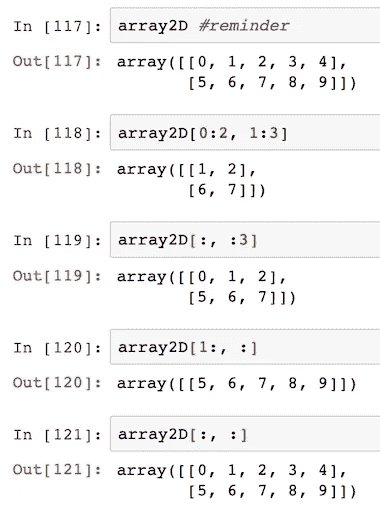 In [117]: array2D #reminder
Out[117]: array([[0, 1, 2, 3, 4],
[5, 6, 7, 8, 9]])
In [118]: array2D[0:2, 1:3]
Out[118]: array([[1, 2],
[6, 7]])
In [119]: array2D[:, :3]
Out[119]: array([[0, 1, 2],
[5, 6, 7]])
In [120]: array2D[1:, :]
Out[120]: array([[5, 6, 7, 8, 9]])
In [121]: array2D[:, :]
Out[121]: array([[0, 1, 2, 3, 4],
[5, 6, 7, 8, 9]])